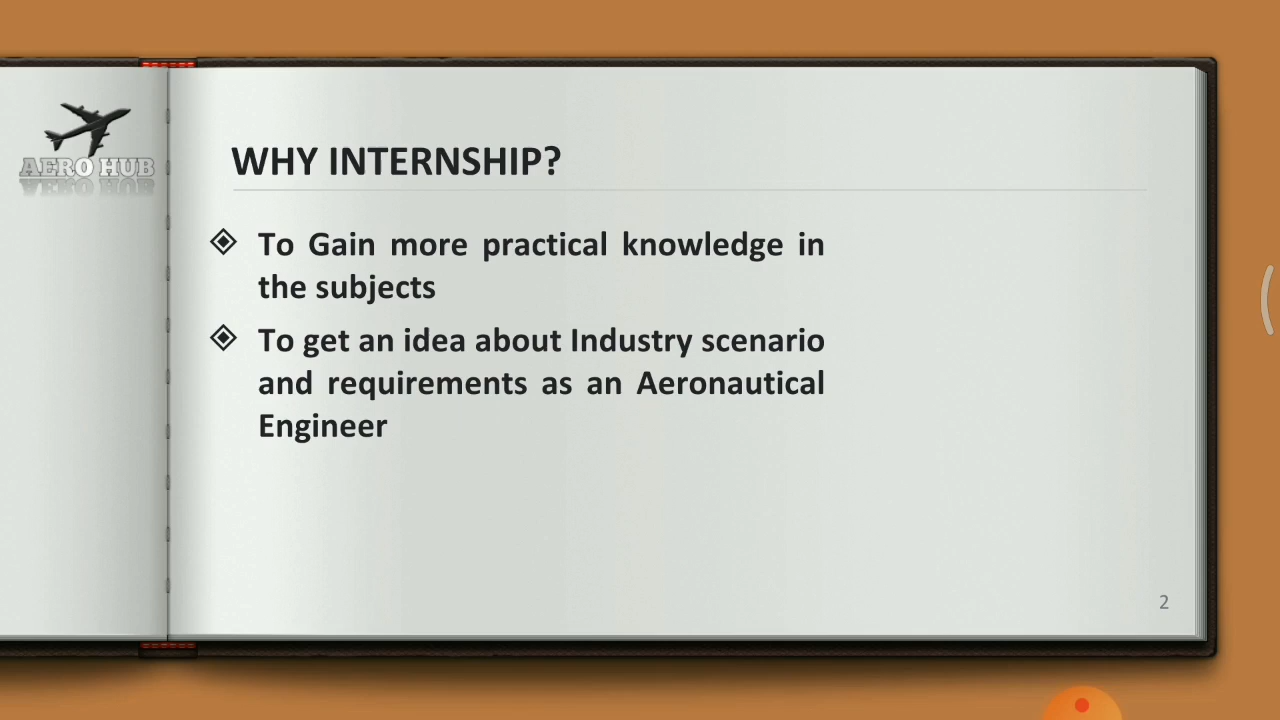 AERO HUB
WHY INTERNSHIP?
To Gain more practical knowledge in
the subjects
To get an idea about Industry scenario
and requirements as an Aeronautical
Engineer
2